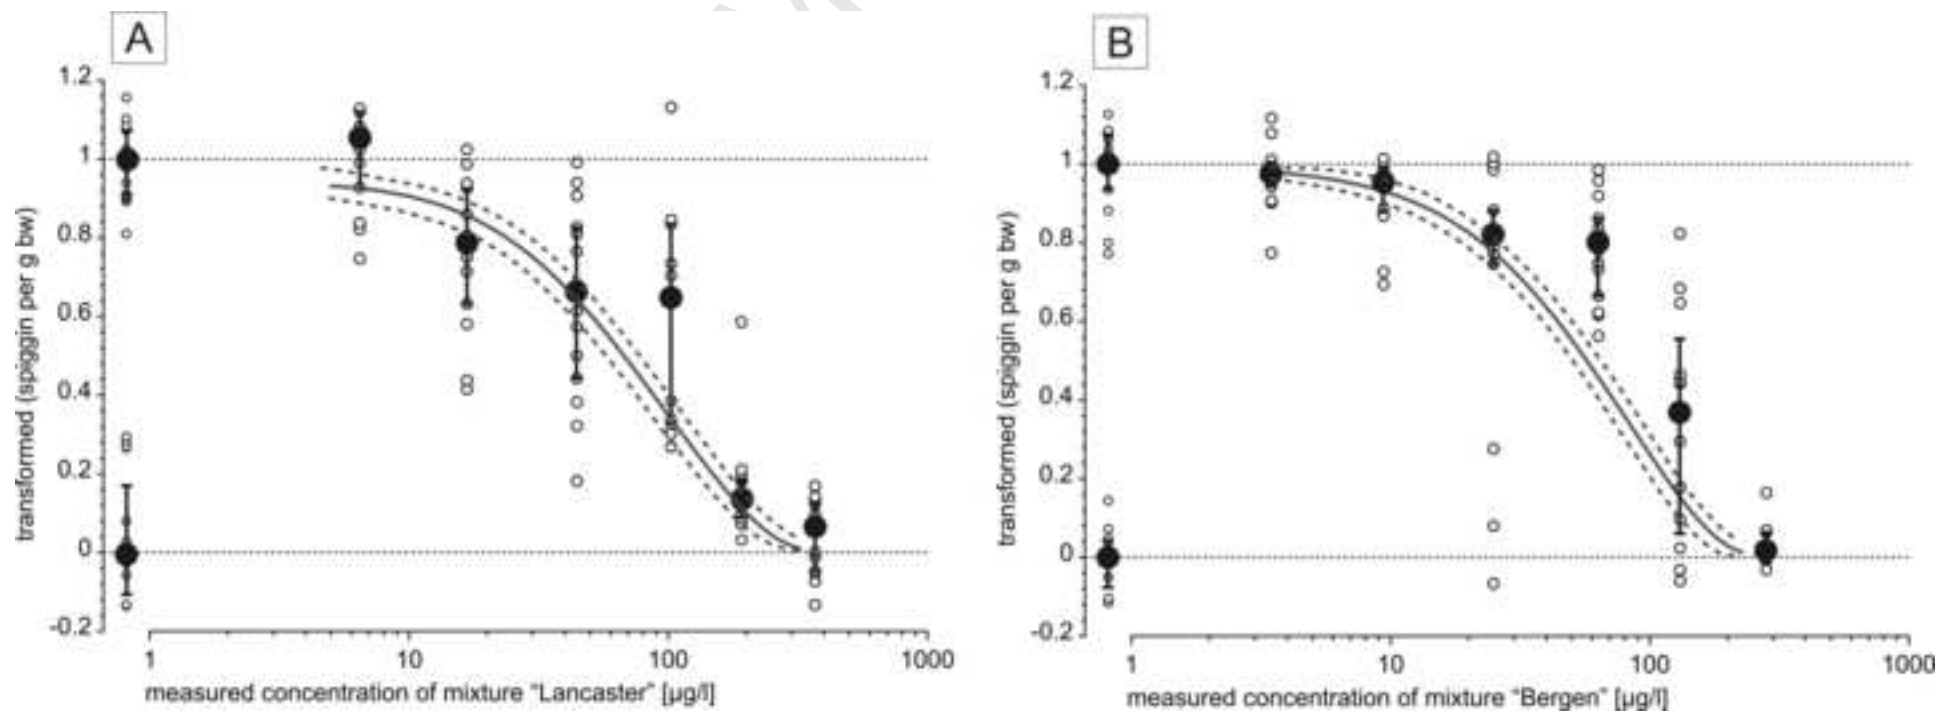 A
1.2
1
0.8
0.6
0.4
0.2
0
-0.2
transformed (spiggin per g bw)
1 10 100 1000
measured concentration of mixture “Lancaster” [µg/l]
B
1.2
1
0.8
0.6
0.4
0.2
0
-0.2
transformed (spiggin per g bw)
1 10 100 1000
measured concentration of mixture “Bergen” [µg/l]